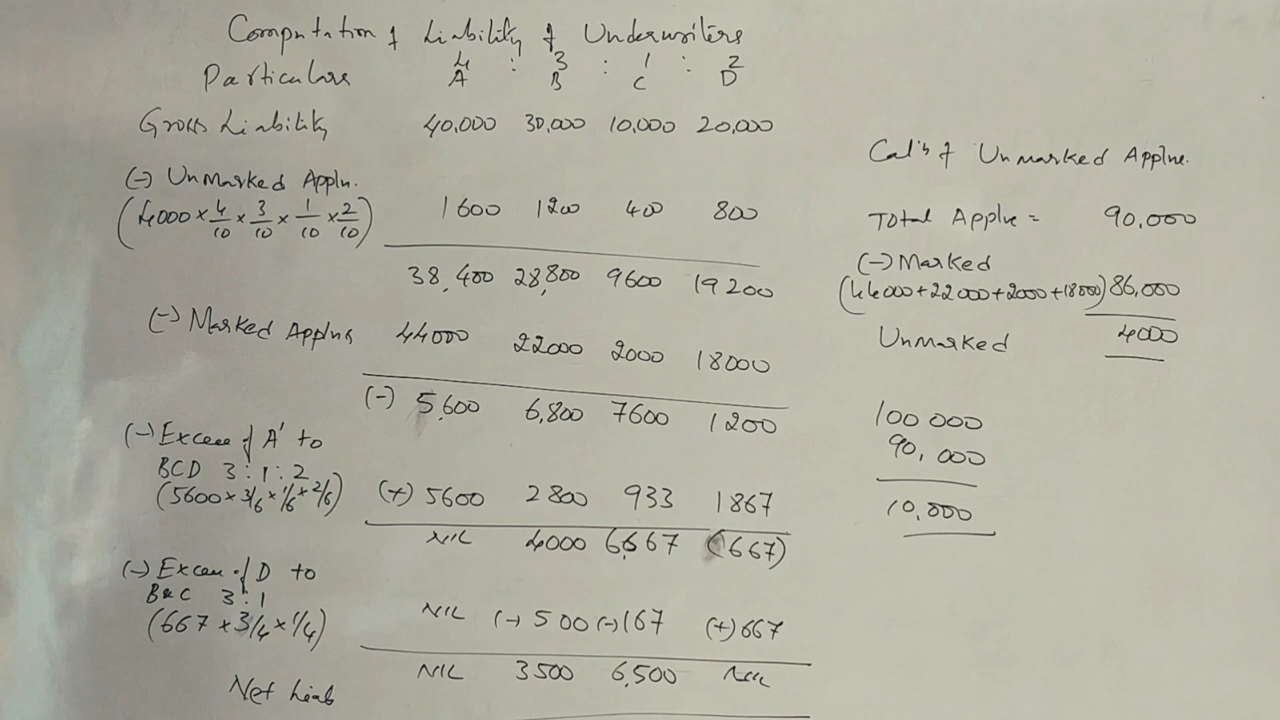 Computation of Liability of Underwriters
4 : 3 : 1 : 2
Particulars A B C D
Gross Liability 40,000 30,000 10,000 20,000
(-) Unmarked Appln.
(4000 × 4/10 × 3/10 × 1/10 × 2/10) 1600 1200 400 800
38,400 28,800 9600 19200
(-) Marked Applns 44000 22000 2000 18000
(-) 5,600 6,800 7600 1200
(-) Excess of A' to
BCD 3:1:2
(5600 × 3/6 × 1/6 × 2/6) (+) 5600 2800 933 1867
NIL 4000 6,667 (667)
(-) Excess of D to
B&C 3:1
(667 × 3/4 × 1/4) NIL (-) 500 (-) 167 (+) 667
NIL 3500 6,500 NIL
Net Liab
Cal'n of Unmarked Applns.
Total Applns = 90,000
(-) Marked
(44000+22000+2000+18000) 86,000
Unmarked 4000
100 000
90,000
10,000